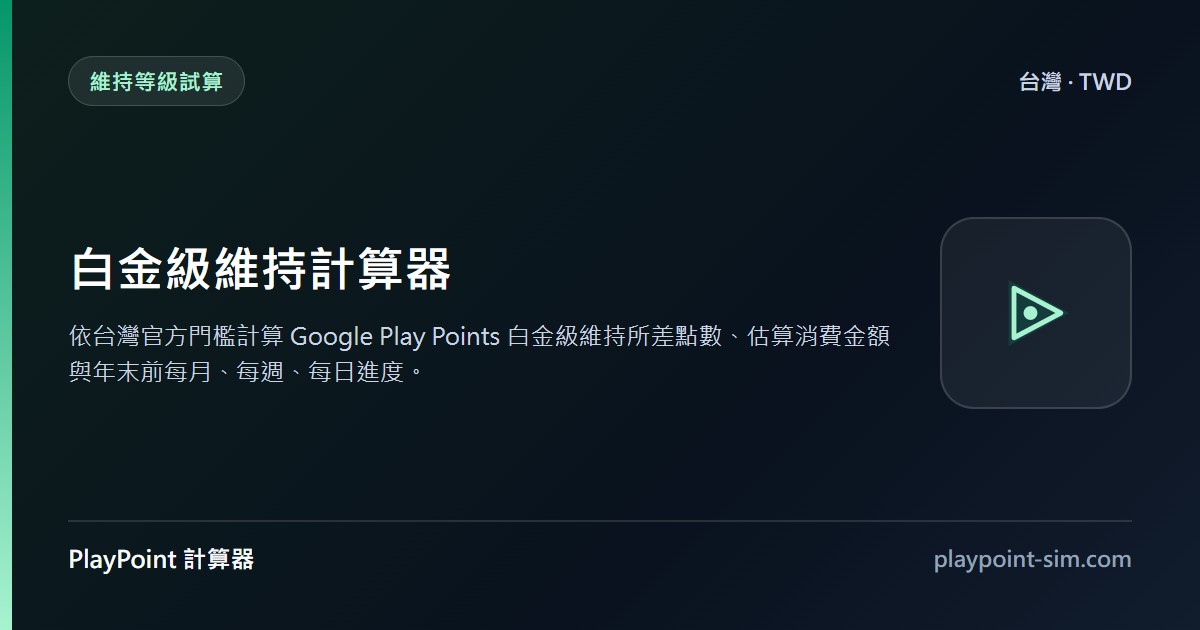 維持等級試算
台灣 · TWD
白金級維持計算器
依台灣官方門檻計算 Google Play Points 白金級維持所差點數、估算消費金額
與年末前每月、每週、每日進度。
PlayPoint 計算器
playpoint-sim.com